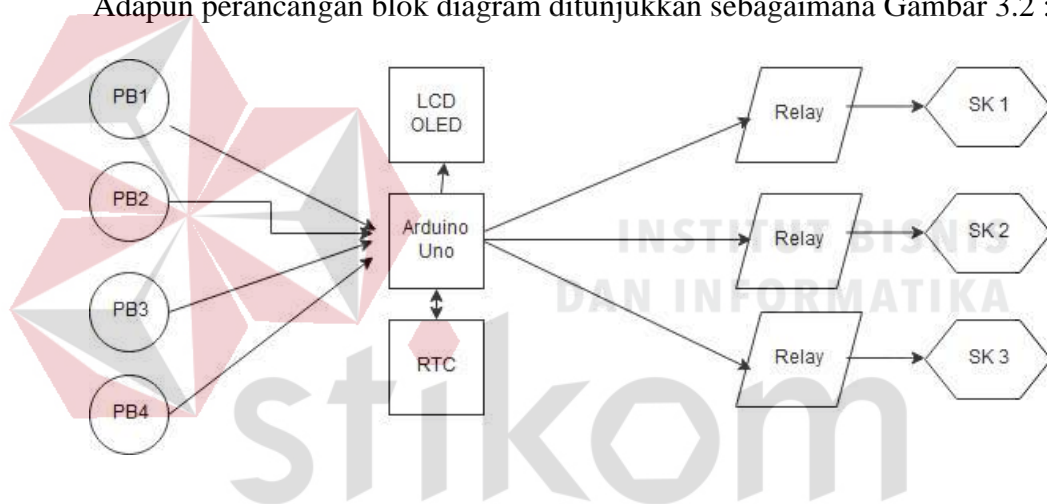 Adapun perancangan blok diagram ditunjukkan sebagaimana Gambar 3.2 :
PB1
LCD
OLED
Relay
SK 1
PB2
Arduino
Uno
Relay
SK 2
INSTITUT BISNIS
DAN INFORMATIKA
PB3
RTC
Relay
SK 3
PB4
stikom